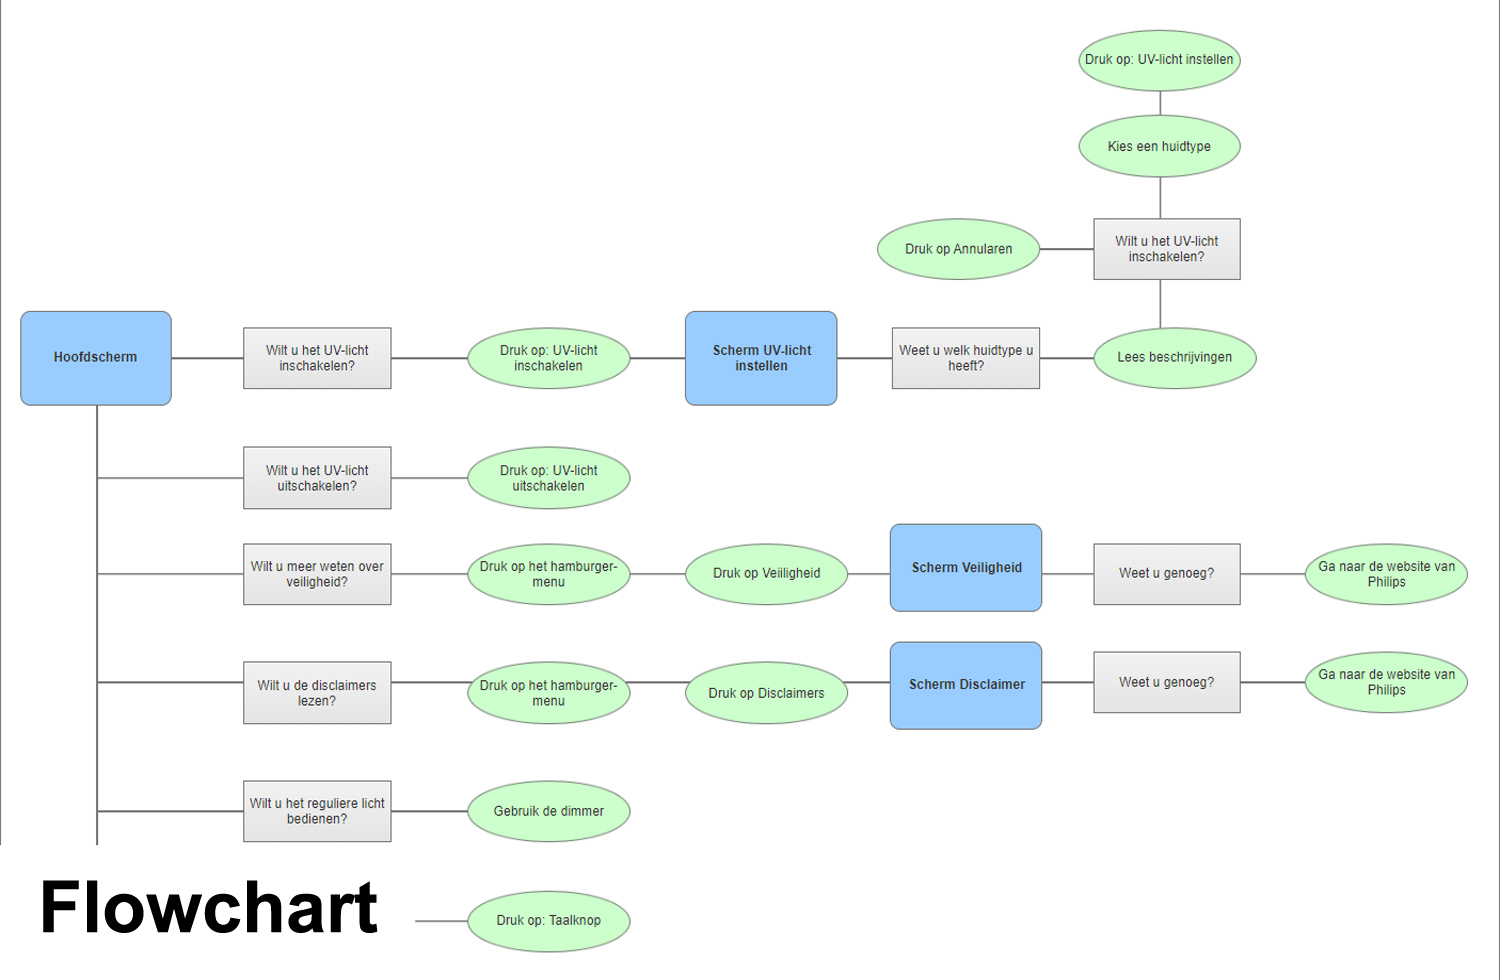 Druk op: UV-licht instellen
Kies een huidtype
Wilt u het UV-licht
inschakelen?
Druk op Annularen
Hoofdscherm
Wilt u het UV-licht
inschakelen?
Druk op: UV-licht
inschakelen
Scherm UV-licht
instellen
Weet u welk huidtype u
heeft?
Lees beschrijvingen
Wilt u het UV-licht
uitschakelen?
Druk op: UV-licht
uitschakelen
Wilt u meer weten over
veiligheid?
Druk op het hamburger-
menu
Druk op Veiiligheid
Scherm Veiligheid
Weet u genoeg?
Ga naar de website van
Philips
Wilt u de disclaimers
lezen?
Druk op het hamburger-
menu
Druk op Disclaimers
Scherm Disclaimer
Weet u genoeg?
Ga naar de website van
Philips
Wilt u het reguliere licht
bedienen?
Gebruik de dimmer
Flowchart
Druk op: Taalknop